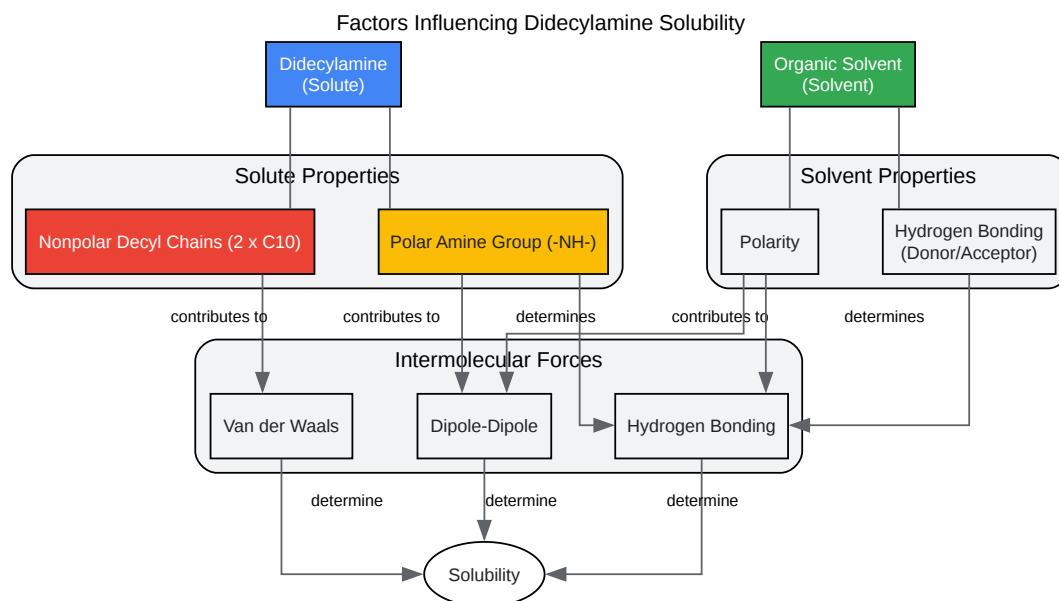 Factors Influencing Didecylamine Solubility
Didecylamine
(Solute)
Organic Solvent
(Solvent)
Solute Properties
Solvent Properties
Nonpolar Decyl Chains (2 x C10)
Polar Amine Group (-NH-)
Polarity
Hydrogen Bonding
(Donor/Acceptor)
contributes to
contributes to
determines
contributes to
determines
Intermolecular Forces
Van der Waals
Dipole-Dipole
Hydrogen Bonding
determine
determine
determine
Solubility